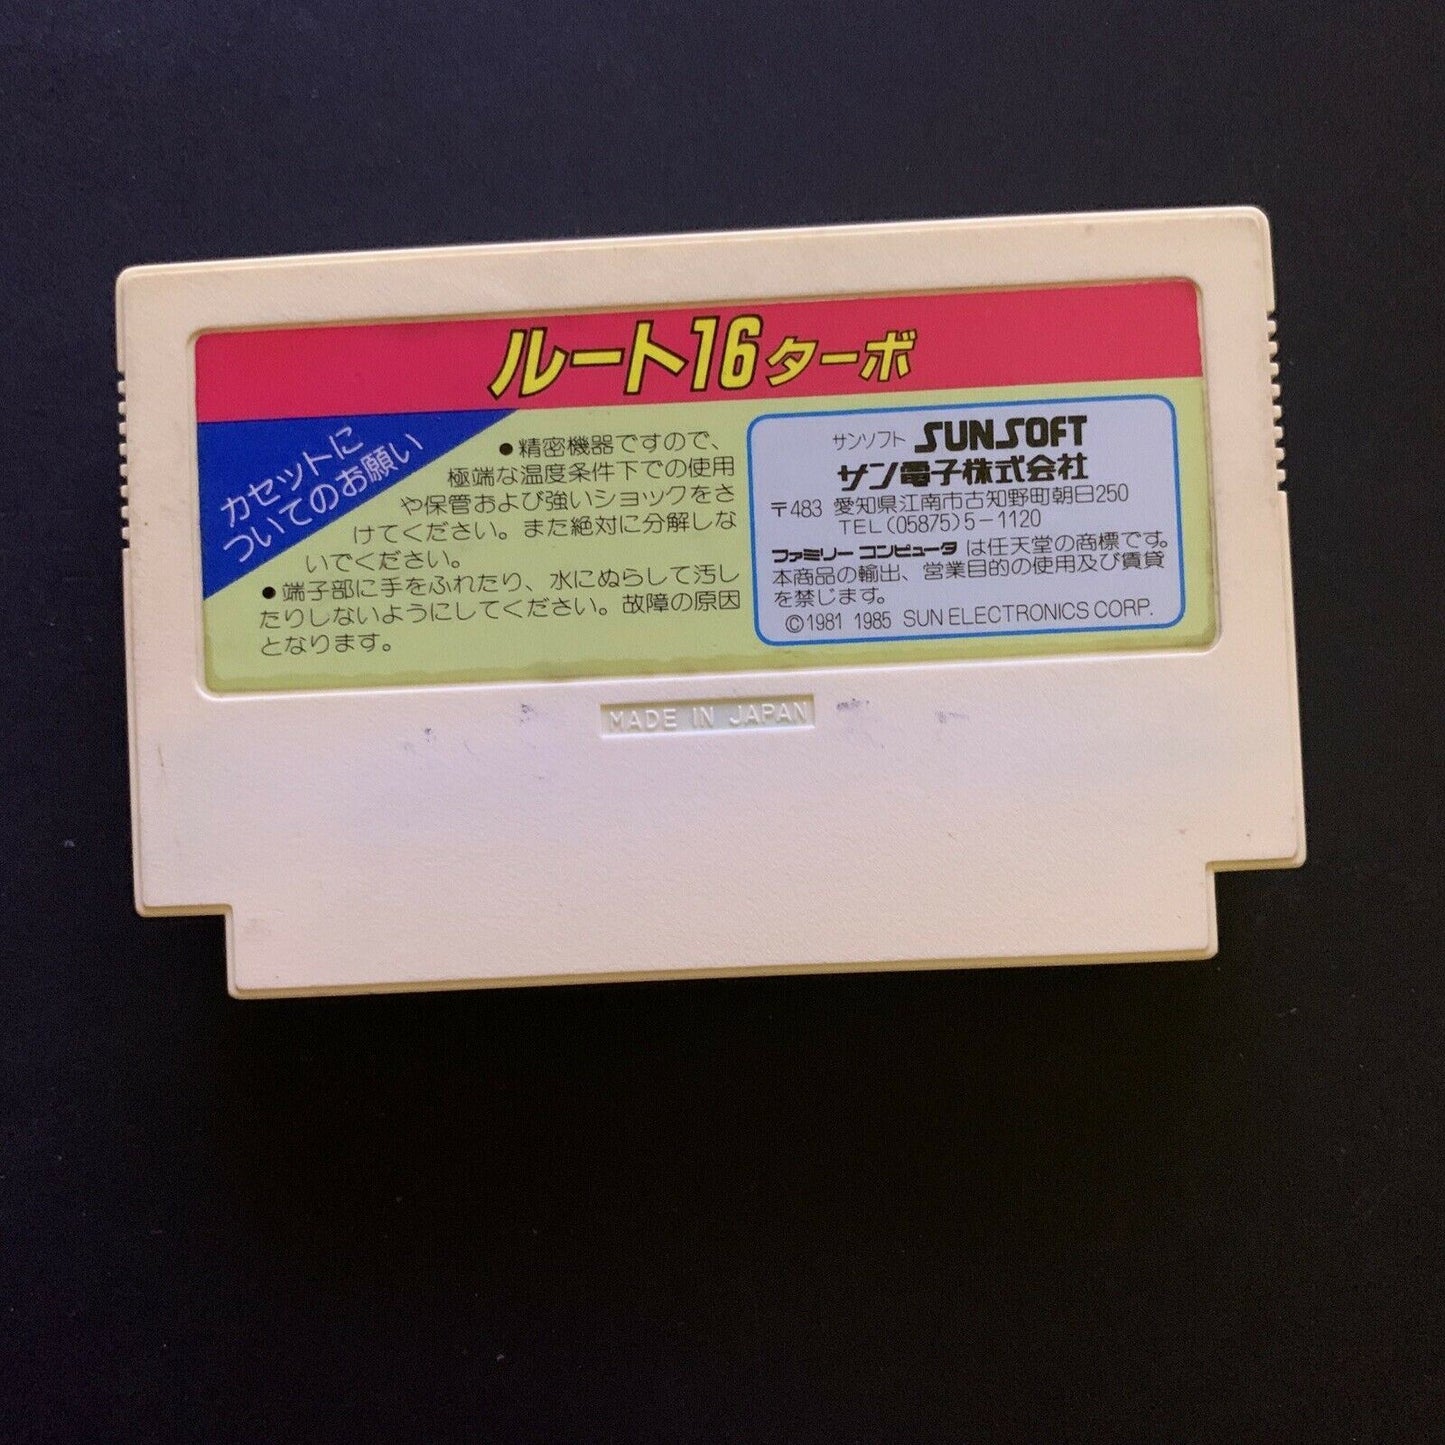 ルート16ターボ
カセットに
ついてのお願い
●精密機器ですので、
極端な温度条件下での使用
や保管および強いショックをさ
けてください。また絶対に分解しな
いでください。
●端子部に手をふれたり、水にぬらして汚し
たりしないようにしてください。故障の原因
となります。
サンソフト SUNSOFT
サン電子株式会社
〒483 愛知県江南市古知野町朝日250
TEL(05875)5-1120
ファミリー コンピュータ は任天堂の商標です。
本商品の輸出、営業目的の使用及び賃貸
を禁じます。
©1981 1985 SUN ELECTRONICS CORP.
MADE IN JAPAN